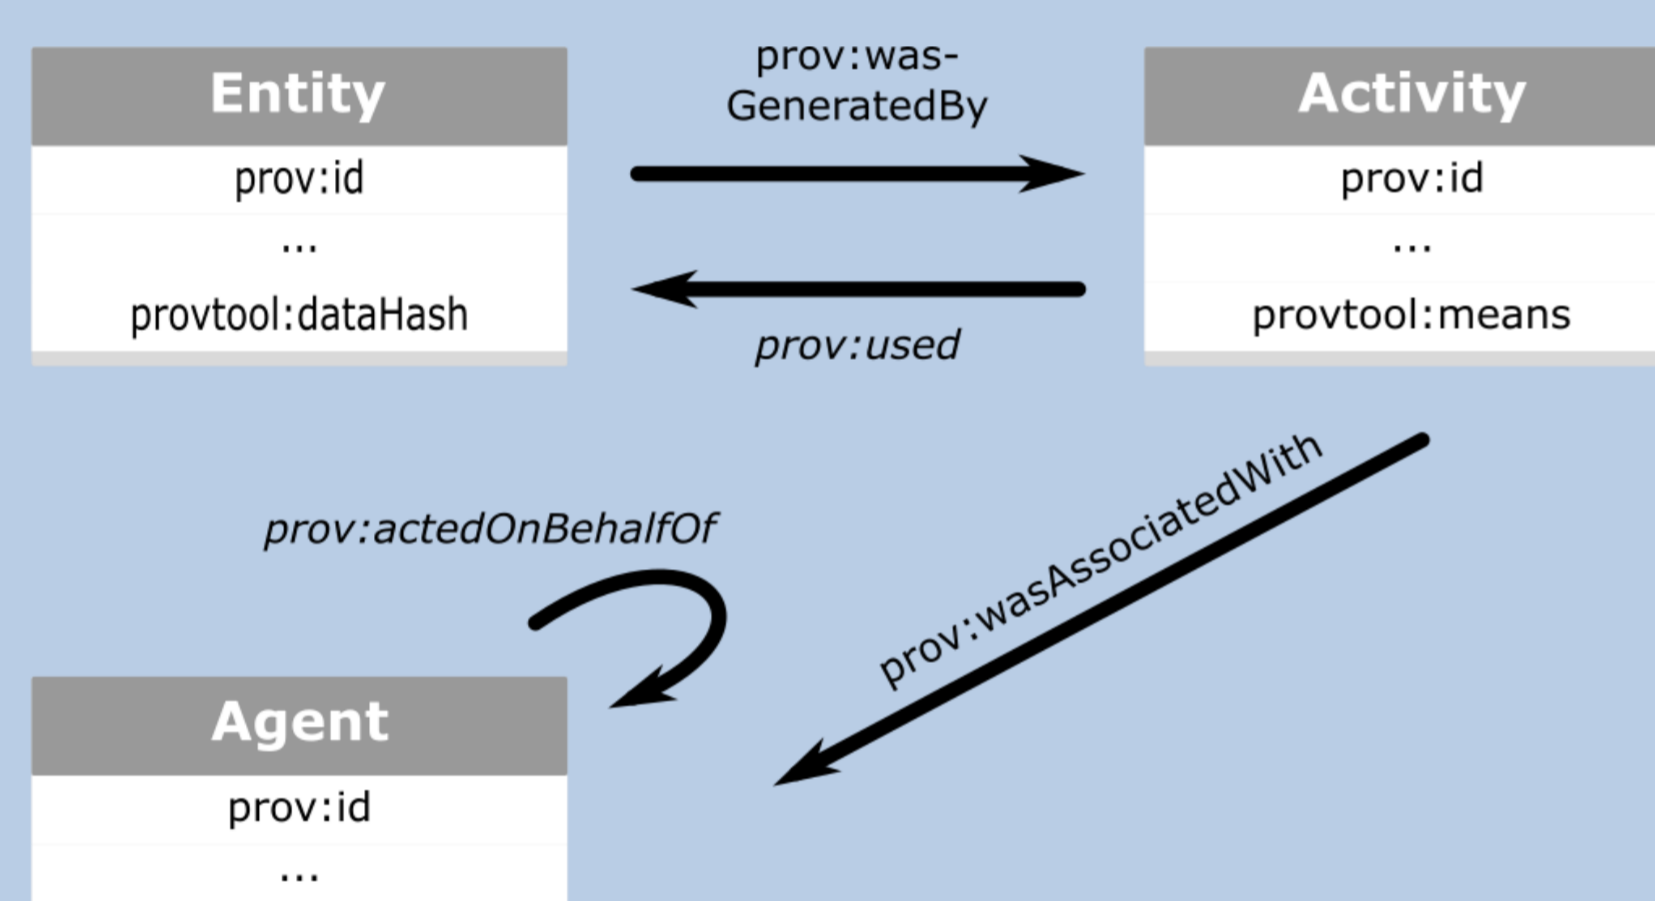 Entity
prov:id
...
provtool:dataHash
prov:was-
GeneratedBy
prov:used
Activity
prov:id
...
provtool:means
prov:actedOnBehalfOf
prov:wasAssociatedWith
Agent
prov:id
...